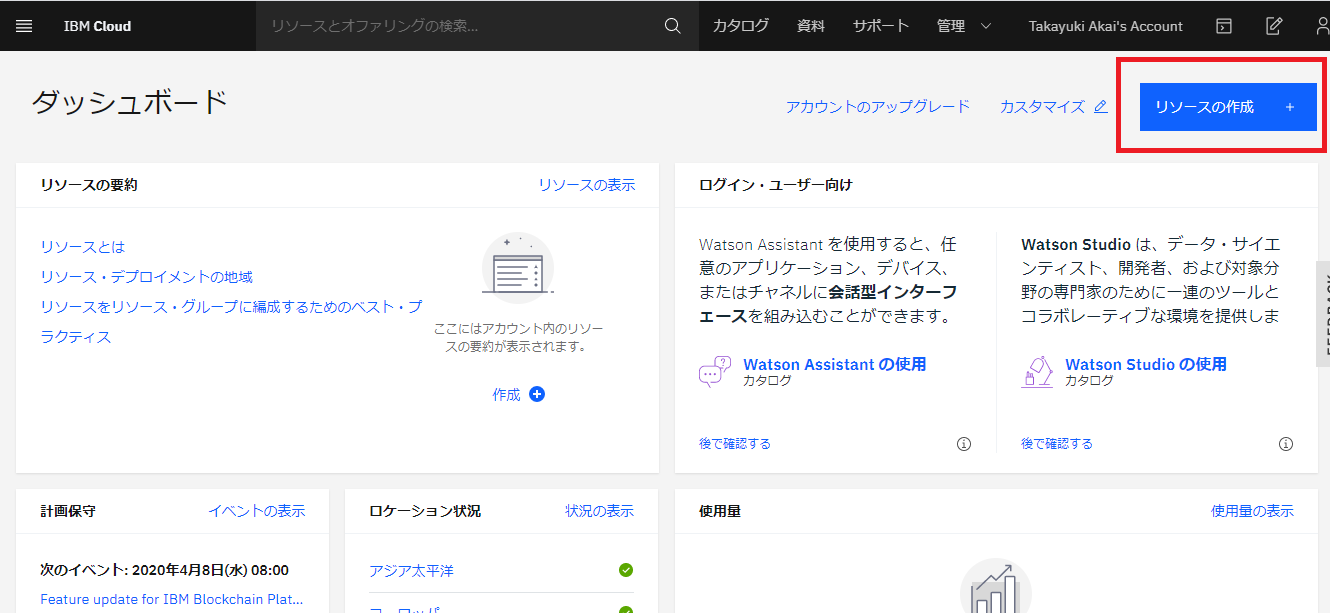 IBM Cloud
リソースとオファリングの検索...
カタログ
資料
サポート
管理
Takayuki Akai's Account
ダッシュボード
アカウントのアップグレード
カスタマイズ
リソースの作成 +
リソースの要約
リソースの表示
リソースとは
リソース・デプロイメントの地域
リソースをリソース・グループに編成するためのベスト・プ
ラクティス
ここにはアカウント内のリソー
スの要約が表示されます。
作成
ログイン・ユーザー向け
Watson Assistant を使用すると、任
意のアプリケーション、デバイス、
またはチャネルに会話型インターフ
ェースを組み込むことができます。
Watson Assistant の使用
カタログ
後で確認する
Watson Studio は、データ・サイエ
ンティスト、開発者、および対象分
野の専門家のために一連のツールと
コラボレーティブな環境を提供しま
Watson Studio の使用
カタログ
後で確認する
FEEDBACK
計画保守
イベントの表示
次のイベント: 2020年4月8日(水) 08:00
Feature update for IBM Blockchain Plat...
ロケーション状況
状況の表示
アジア太平洋
ヨーロッパ
使用量
使用量の表示